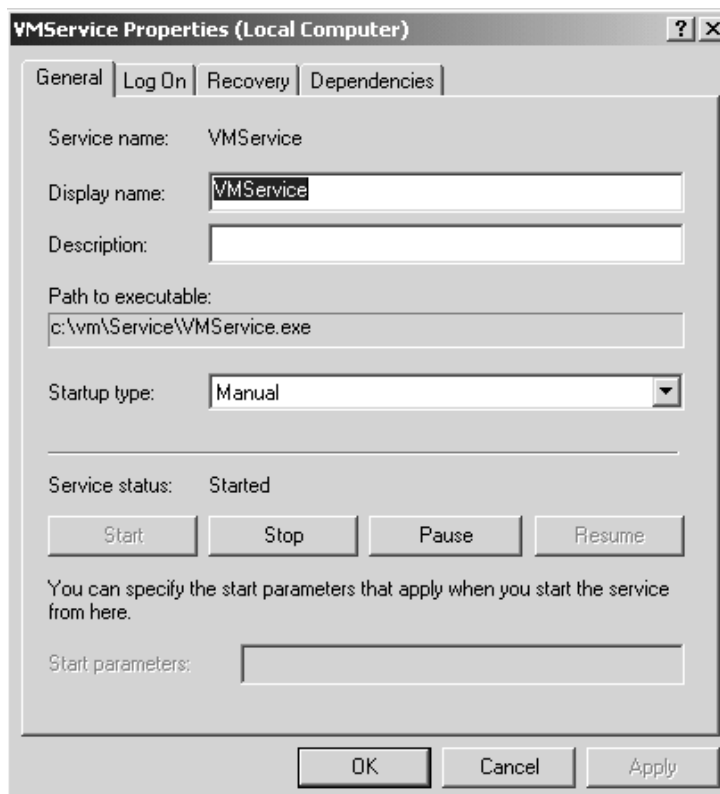 VMService Properties (Local Computer)
General Log On Recovery Dependencies
Service name: VMService
Display name: VMService
Description:
Path to executable:
c:\vm\Service\VMService.exe
Startup type: Manual
Service status: Started
Start Stop Pause Resume
You can specify the start parameters that apply when you start the service
from here.
Start parameters:
OK Cancel Apply